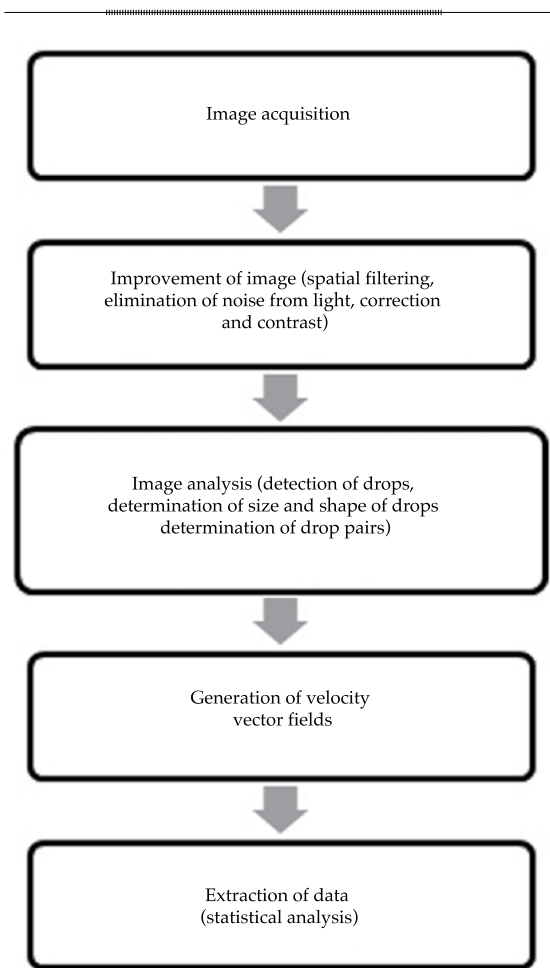 Image acquisition
Improvement of image (spatial filtering,
elimination of noise from light, correction
and contrast)
Image analysis (detection of drops,
determination of size and shape of drops
determination of drop pairs)
Generation of velocity
vector fields
Extraction of data
(statistical analysis)